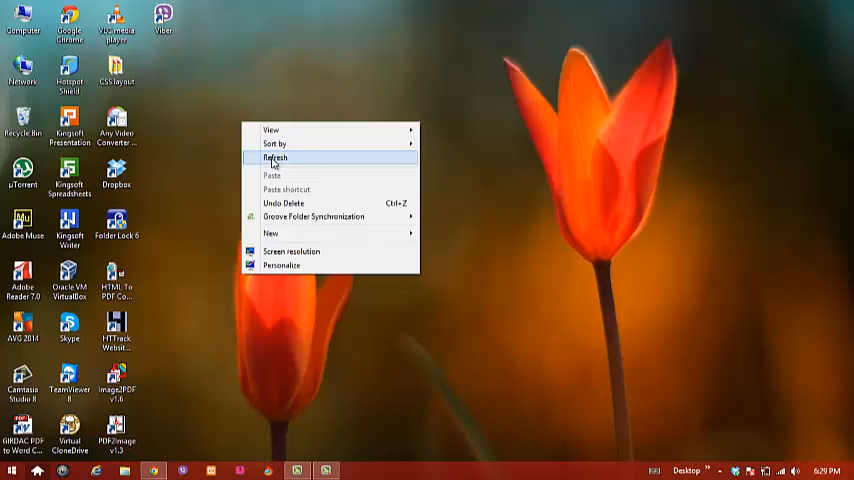 Computer
Google
Chrome
VLC media
player
Viber
Network
Hotspot
Shield
CSS layout
Recycle Bin
Kingsoft
Presentation
Any Video
Converter ...
µTorrent
Kingsoft
Spreadsheets
Dropbox
Adobe Muse
Kingsoft
Writer
Folder Lock 6
Adobe
Reader 7.0
Oracle VM
VirtualBox
HTML To
PDF Co...
AVG 2014
Skype
HTTrack
Websit...
Camtasia
Studio 8
TeamViewer
8
Image2PDF
v1.6
GIRDAC PDF
to Word C...
Virtual
CloneDrive
PDF2Image
v1.3
View
Sort by
Refresh
Paste
Paste shortcut
Undo Delete Ctrl+Z
Groove Folder Synchronization
New
Screen resolution
Personalize
Desktop
6:29 PM